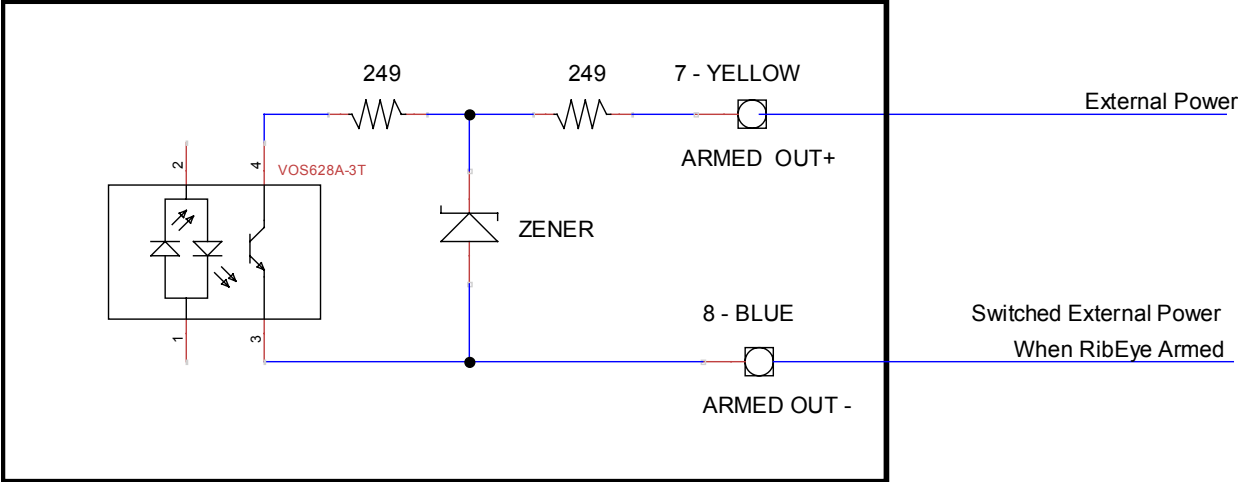 249
249
7 - YELLOW
External Power
ARMED OUT+
2
4
VOS628A-3T
ZENER
8 - BLUE
Switched External Power
When RibEye Armed
1
3
ARMED OUT -